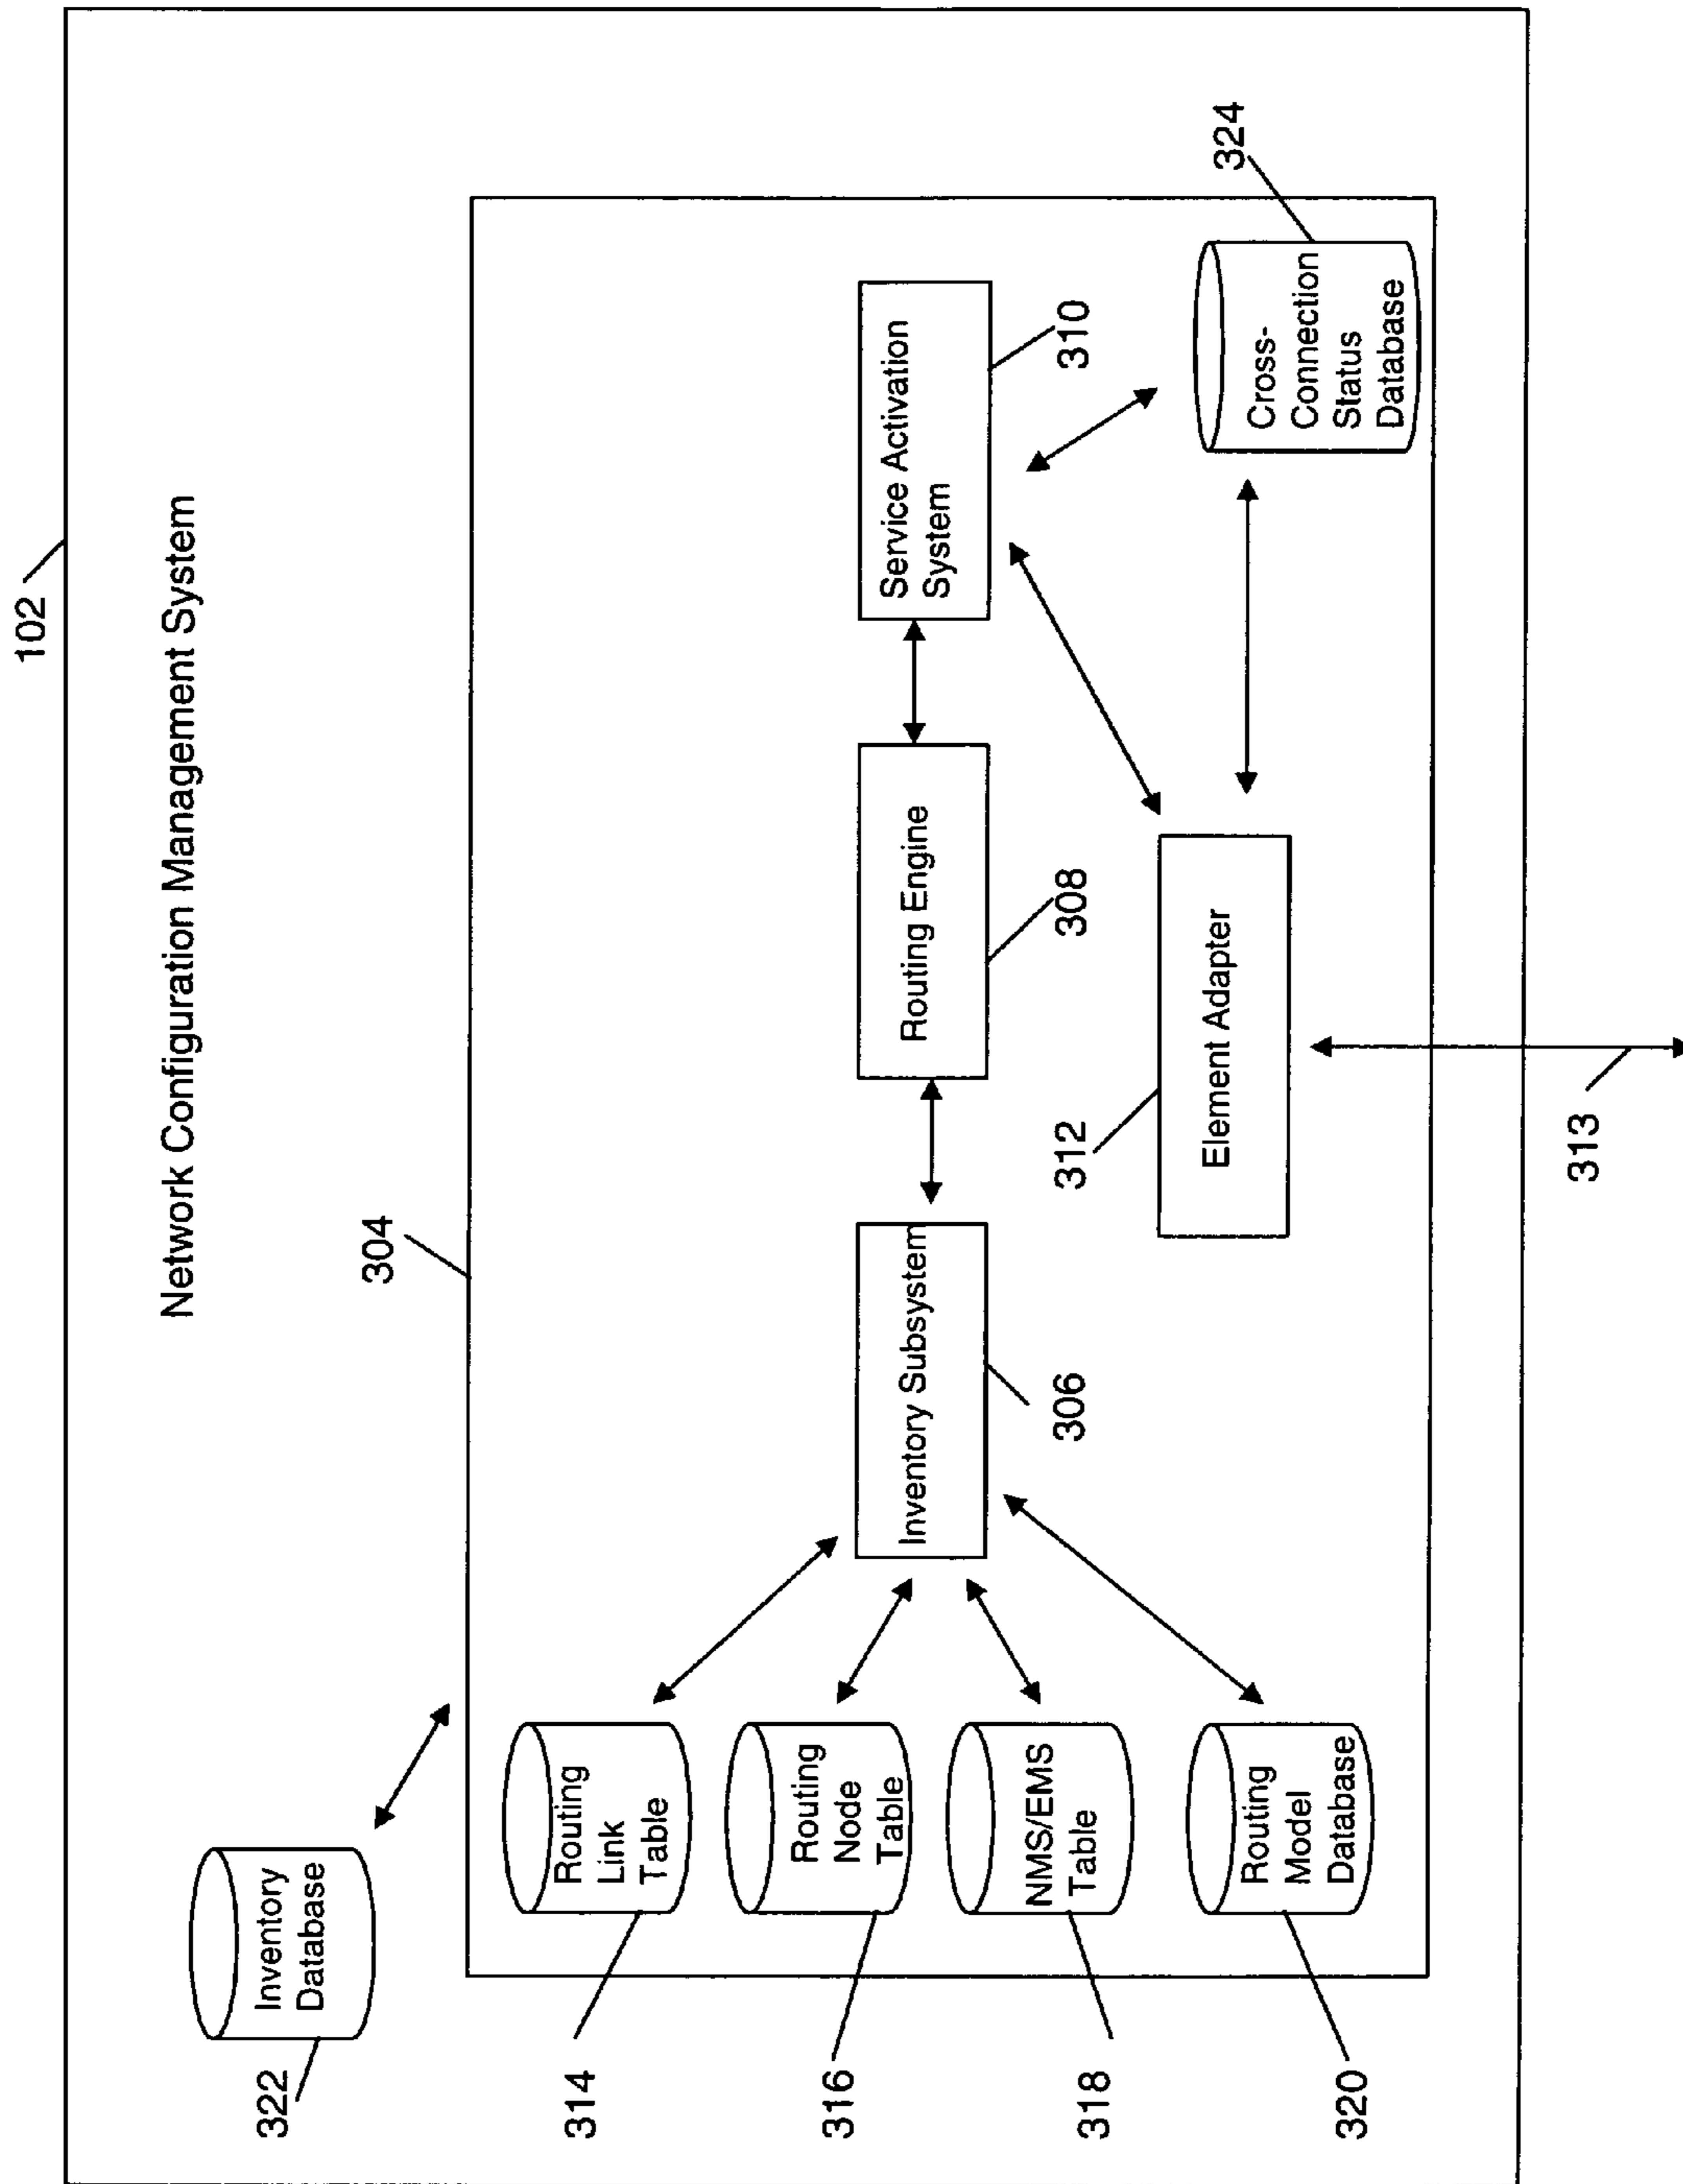 102
Network Configuration Management System
322
Inventory
Database
304
314
Routing
Link
Table
316
Routing
Node
Table
318
NMS/EMS
Table
320
Routing
Model
Database
Inventory Subsystem
306
Routing Engine
308
Service Activation
System
310
312
Element Adapter
313
324
Cross-
Connection
Status
Database